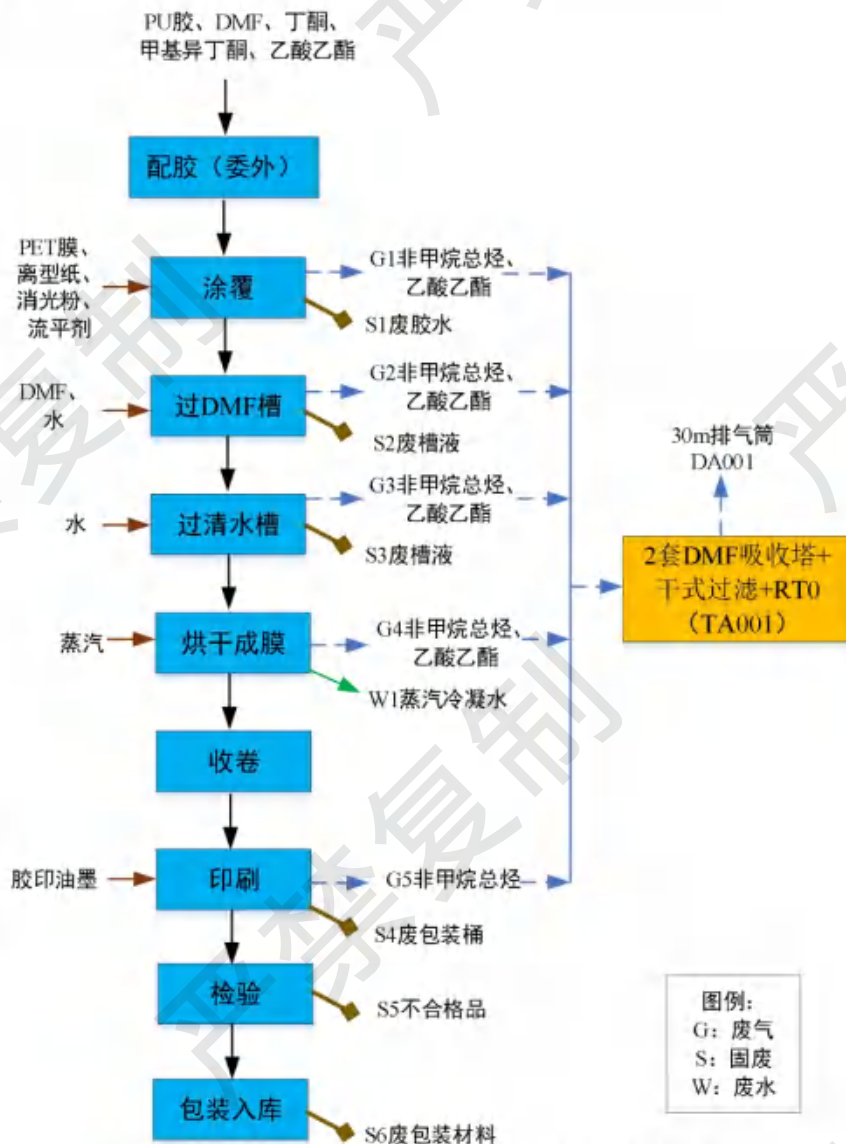 PU胶、DMF、丁酮、
甲基异丁酮、乙酸乙酯
配胶（委外）
PET膜、
离型纸、
消光粉、
流平剂
涂覆
G1非甲烷总烃、
乙酸乙酯
S1废胶水
DMF、
水
过DMF槽
G2非甲烷总烃、
乙酸乙酯
S2废槽液
30m排气筒
DA001
水
过清水槽
G3非甲烷总烃、
乙酸乙酯
S3废槽液
2套DMF吸收塔+
干式过滤+RT0
（TA001）
蒸汽
烘干成膜
G4非甲烷总烃、
乙酸乙酯
W1蒸汽冷凝水
收卷
胶印油墨
印刷
G5非甲烷总烃
S4废包装桶
检验
S5不合格品
包装入库
S6废包装材料
图例：
G：废气
S：固废
W：废水
严禁复制
严禁复制